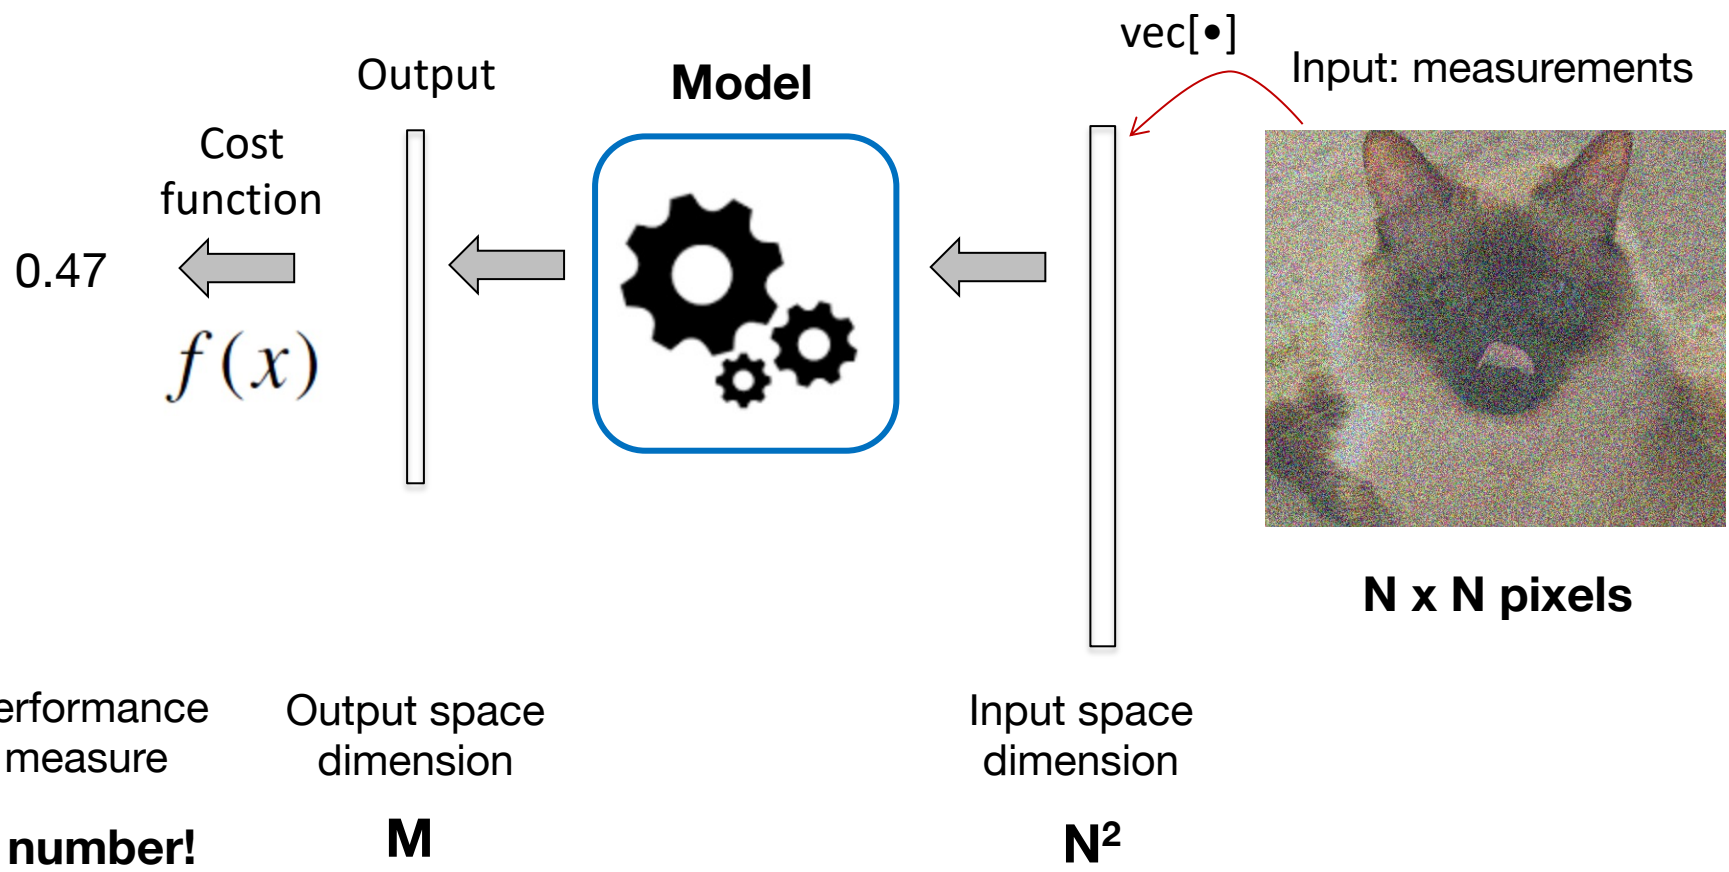 vec[•]
Input: measurements
Output
Model
Cost
function
0.47
f(x)
N x N pixels
erformance
measure
Output space
dimension
Input space
dimension
number!
M
N²